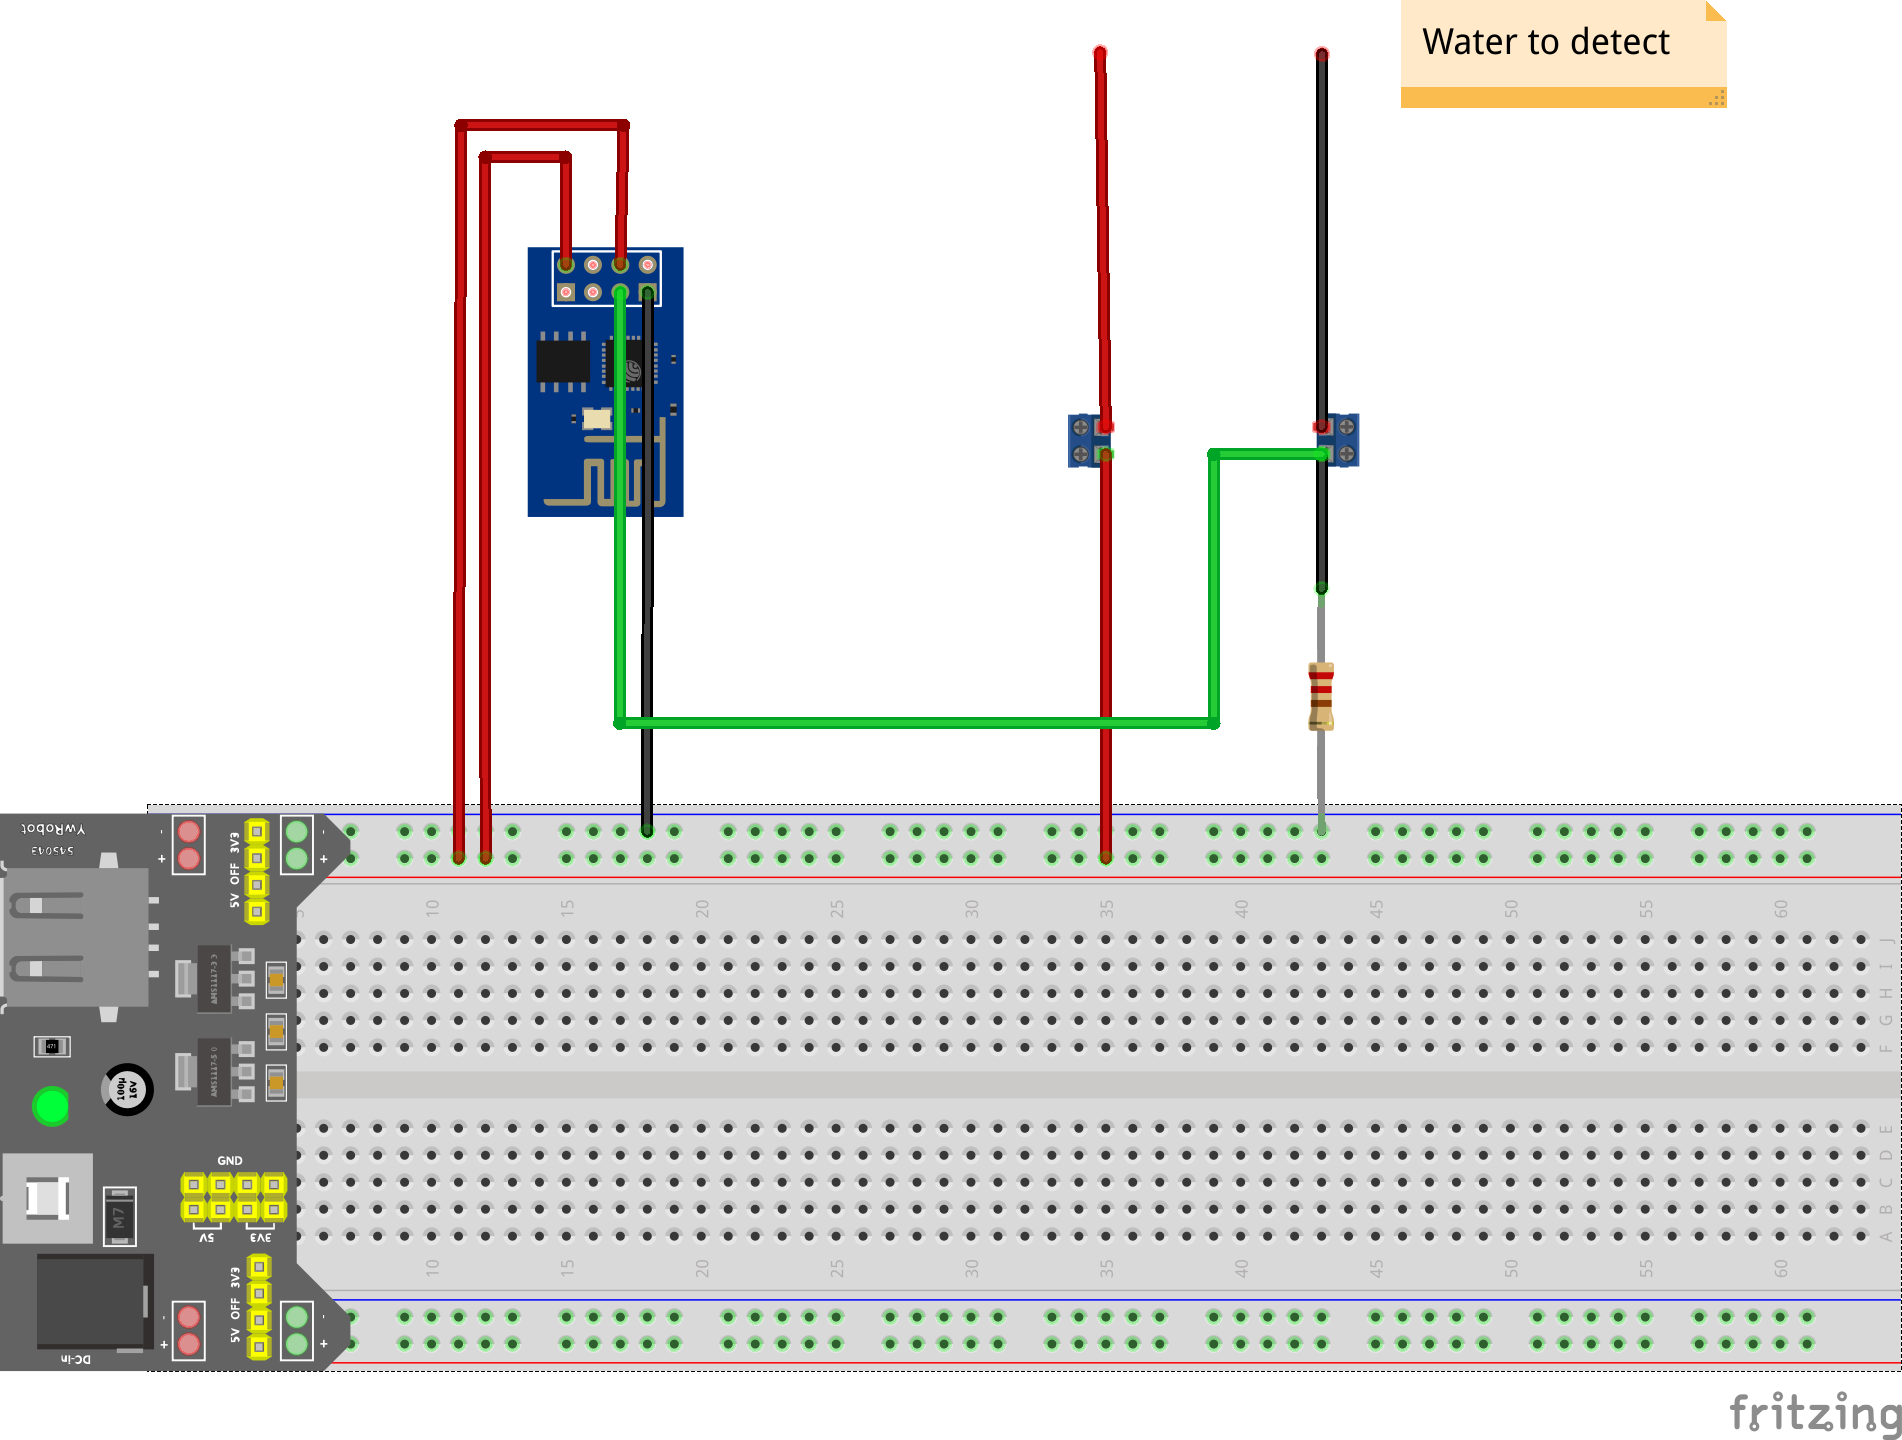 Water to detect
YwRobot
545043
- +
5V OFF 3V3
- +
10 15 20 25 30 35 40 45 50 55 60
J
I
H
G
F
AMS1117-3.3
471
100μ
16V
AMS1117-5.0
E
D
C
B
A
GND
5V 3V3
M7
10 15 20 25 30 35 40 45 50 55 60
5V OFF 3V3
- +
- +
DC-in
fritzing